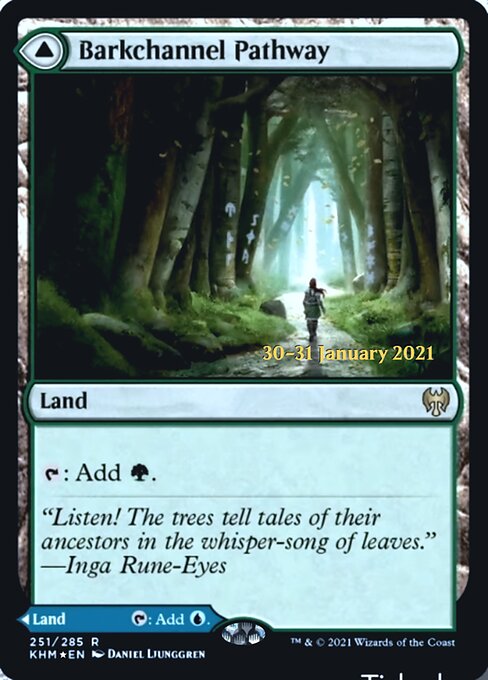 Barkchannel Pathway
30-31 January 2021
Land
: Add .
“Listen! The trees tell tales of their
ancestors in the whisper-song of leaves.”
—Inga Rune-Eyes
Land : Add .
251/285 R
KHM★EN Daniel Ljunggren
™ & © 2021 Wizards of the Coast